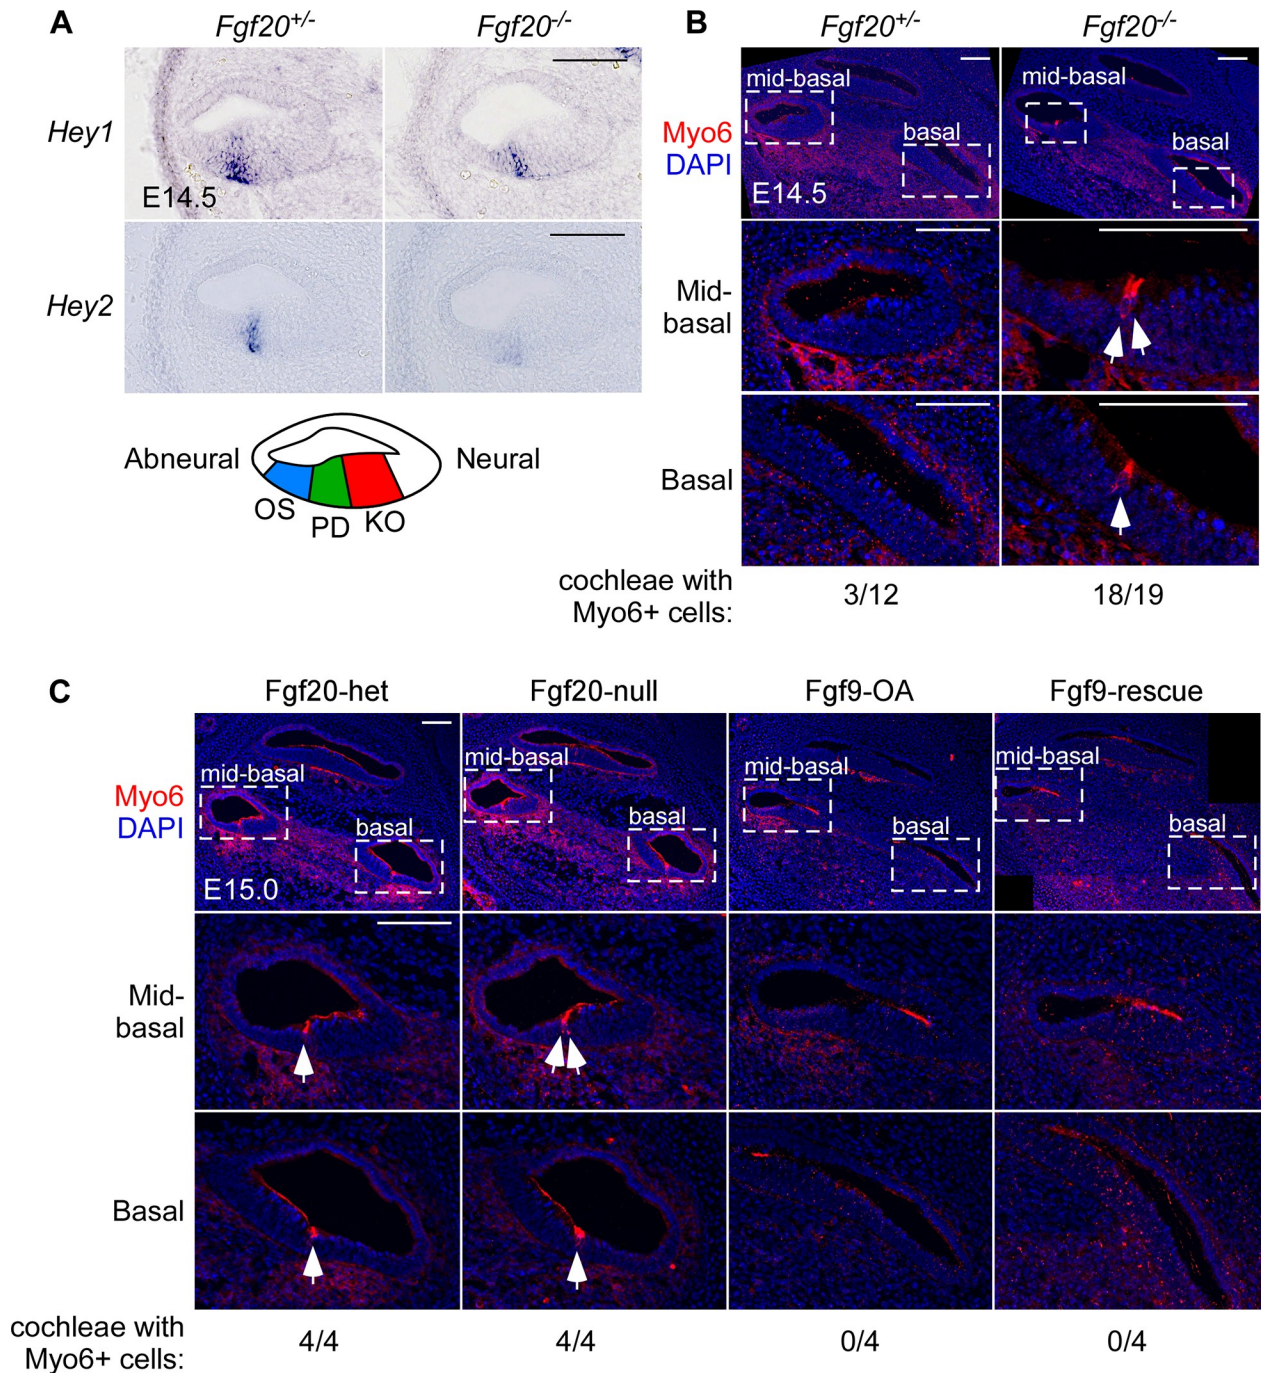 A
Fgf20+/-
Fgf20-/-
Hey1
E14.5
Hey2
Abneural
Neural
OS
PD
KO
B
Fgf20+/-
Fgf20-/-
Myo6
DAPI
mid-basal
basal
E14.5
mid-basal
basal
Mid-
basal
Basal
cochleae with
Myo6+ cells:
3/12
18/19
C
Fgf20-het
Fgf20-null
Fgf9-OA
Fgf9-rescue
Myo6
DAPI
mid-basal
basal
E15.0
mid-basal
basal
mid-basal
basal
mid-basal
basal
Mid-
basal
Basal
cochleae with
Myo6+ cells:
4/4
4/4
0/4
0/4